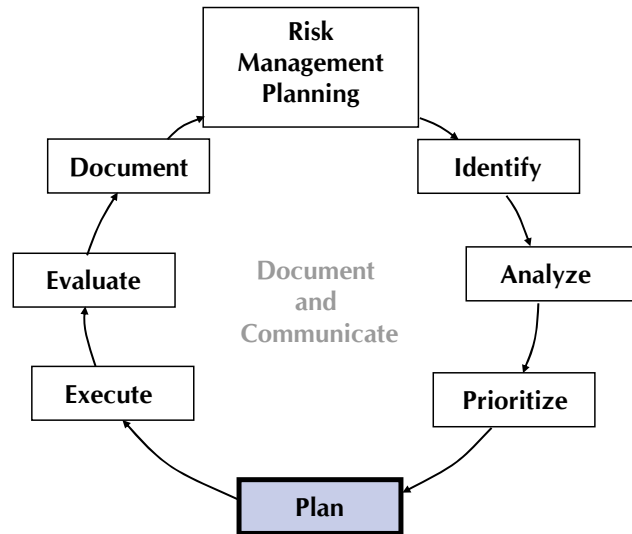 Risk
Management
Planning
Document
Identify
Evaluate
Document
and
Communicate
Analyze
Execute
Prioritize
Plan